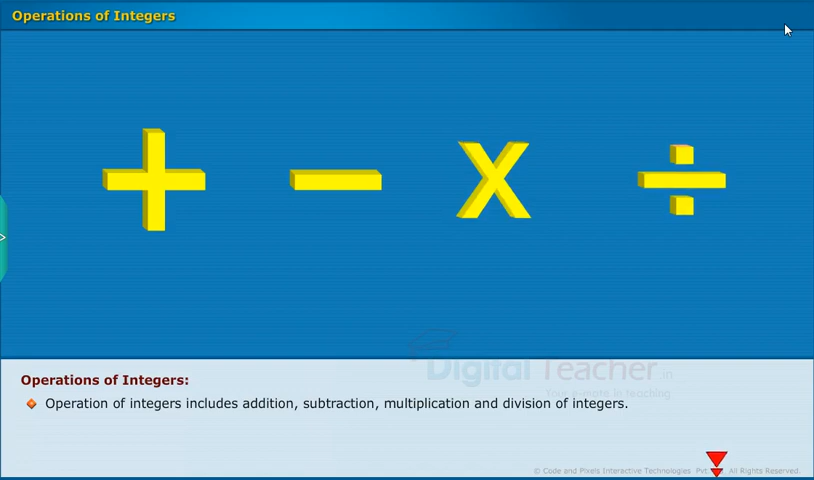 Operations of Integers
+ − X ÷
Digital Teacher.in
Operations of Integers:
Operation of integers includes addition, subtraction, multiplication and division of integers.
© Code and Pixels Interactive Technologies Pvt. All Rights Reserved.